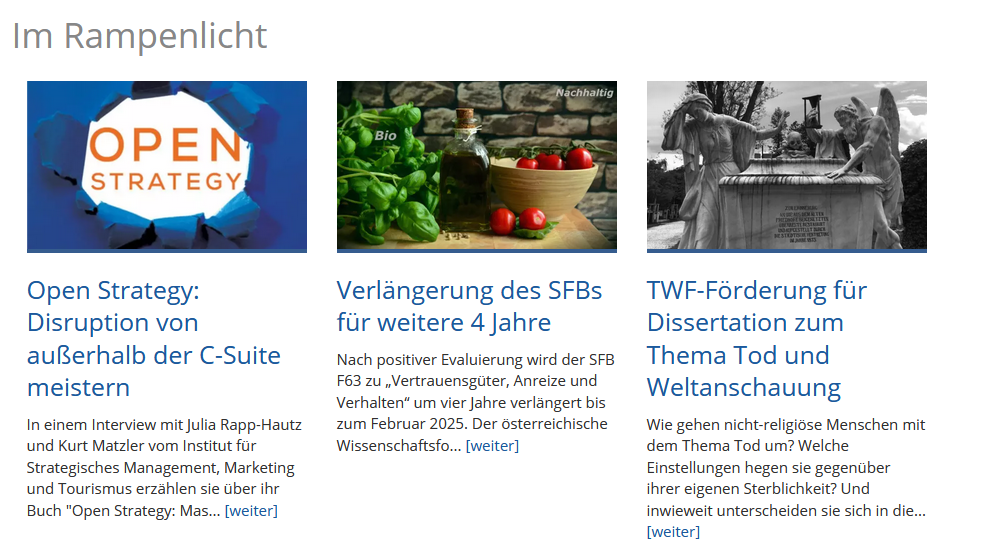 Im Rampenlicht
OPEN
STRATEGY
Open Strategy:
Disruption von
außerhalb der C-Suite
meistern
In einem Interview mit Julia Rapp-Hautz
und Kurt Matzler vom Institut für
Strategisches Management, Marketing
und Tourismus erzählen sie über ihr
Buch "Open Strategy: Mas... [weiter]
Nachhaltig
Bio
Verlängerung des SFBs
für weitere 4 Jahre
Nach positiver Evaluierung wird der SFB
F63 zu „Vertrauensgüter, Anreize und
Verhalten“ um vier Jahre verlängert bis
zum Februar 2025. Der österreichische
Wissenschaftsfo... [weiter]
TWF-Förderung für
Dissertation zum
Thema Tod und
Weltanschauung
Wie gehen nicht-religiöse Menschen mit
dem Thema Tod um? Welche
Einstellungen hegen sie gegenüber
ihrer eigenen Sterblichkeit? Und
inwieweit unterscheiden sie sich in die...
[weiter]